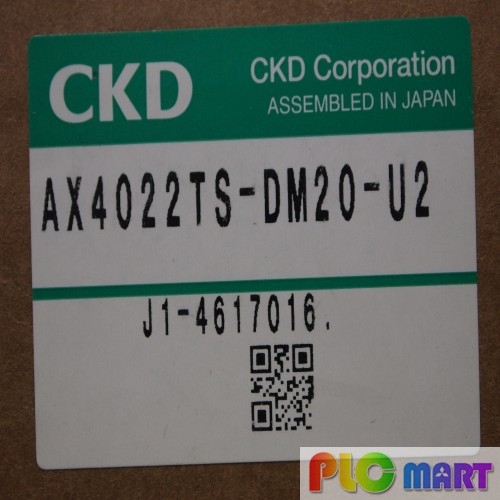 CKD
CKD Corporation
ASSEMBLED IN JAPAN
AX4022TS-DM20-U2
J1-4617016.
PLC MART